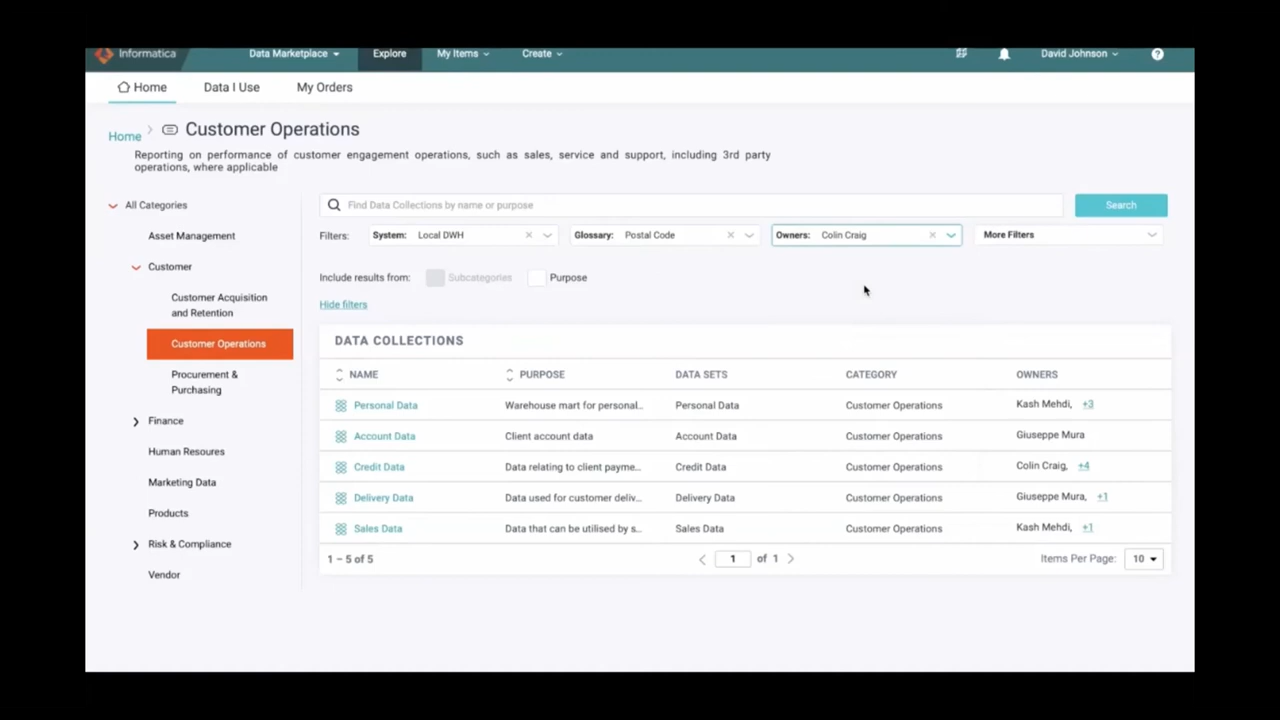 Informatica Data Marketplace Explore My Items Create David Johnson ?
Home Data I Use My Orders
Home Customer Operations
Reporting on performance of customer engagement operations, such as sales, service and support, including 3rd party
operations, where applicable
All Categories
Asset Management
Customer
Customer Acquisition
and Retention
Customer Operations
Procurement &
Purchasing
Finance
Human Resoures
Marketing Data
Products
Risk & Compliance
Vendor
Find Data Collections by name or purpose Search
Filters: System: Local DWH Glossary: Postal Code Owners: Colin Craig More Filters
Include results from: Subcategories Purpose
Hide filters
DATA COLLECTIONS
NAME PURPOSE DATA SETS CATEGORY OWNERS
Personal Data Warehouse mart for personal... Personal Data Customer Operations Kash Mehdi, +3
Account Data Client account data Account Data Customer Operations Giuseppe Mura
Credit Data Data relating to client payme... Credit Data Customer Operations Colin Craig, +4
Delivery Data Data used for customer deliv... Delivery Data Customer Operations Giuseppe Mura, +1
Sales Data Data that can be utilised by s... Sales Data Customer Operations Kash Mehdi, +1
1 – 5 of 5 1 of 1 Items Per Page: 10